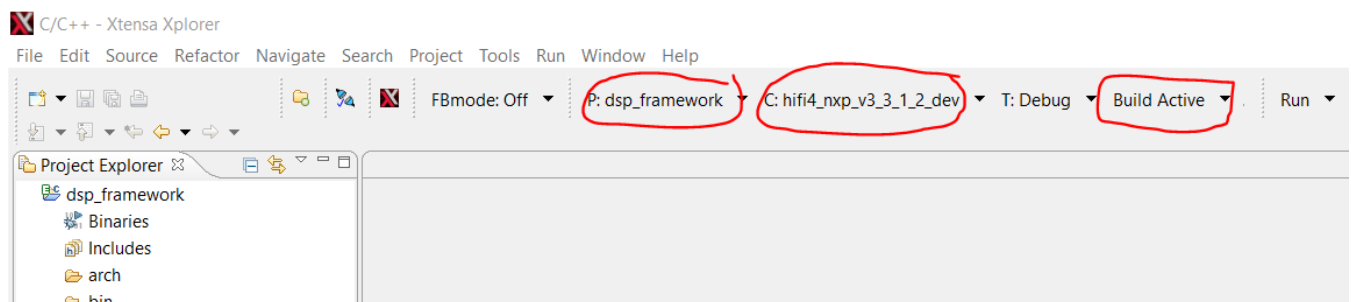 C/C++ - Xtensa Xplorer
File Edit Source Refactor Navigate Search Project Tools Run Window Help
FBmode: Off P: dsp_framework C: hifi4_nxp_v3_3_1_2_dev T: Debug Build Active Run
Project Explorer
dsp_framework
Binaries
Includes
arch
bin